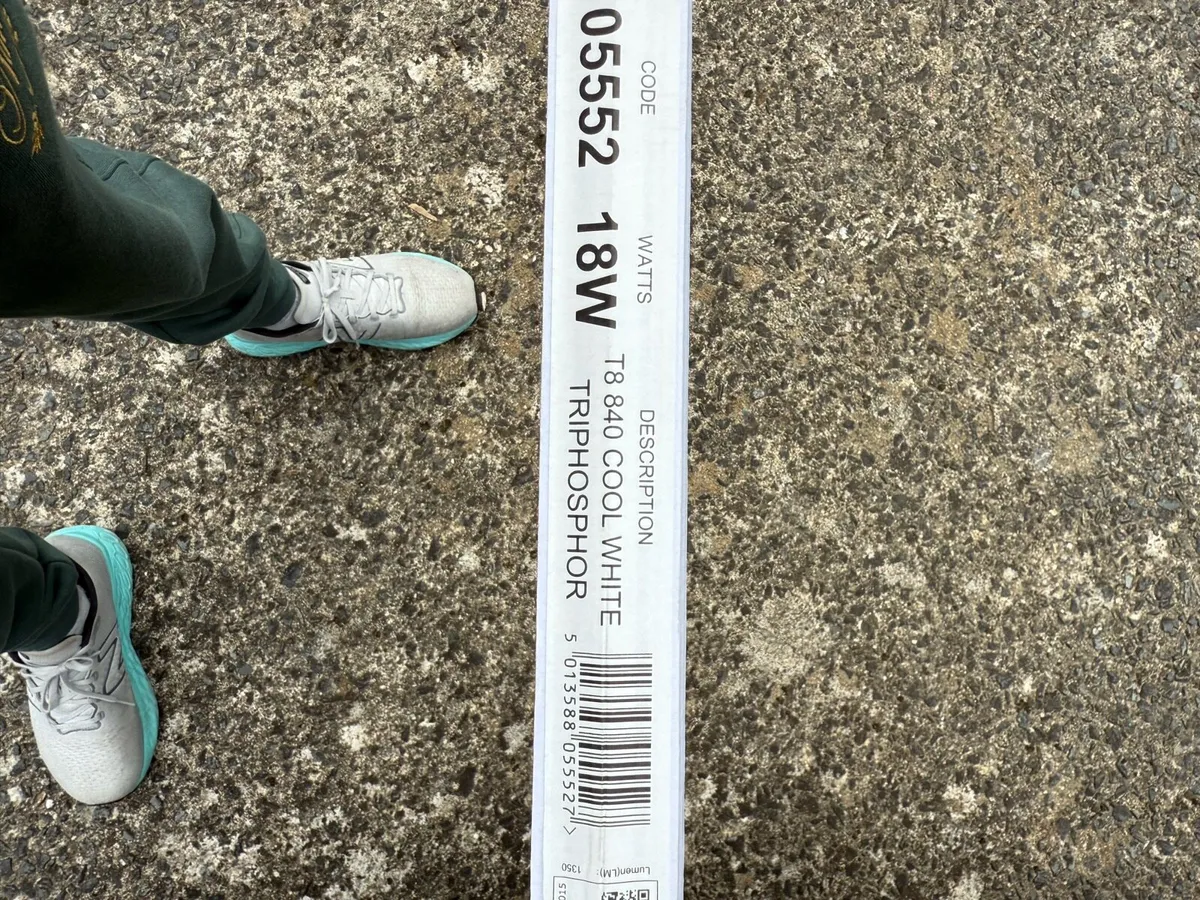 CODE
05552
WATTS
18W
DESCRIPTION
T8 840 COOL WHITE
TRIPHOSPHOR
5 013588 055527 >
Lumen(LM): 1350